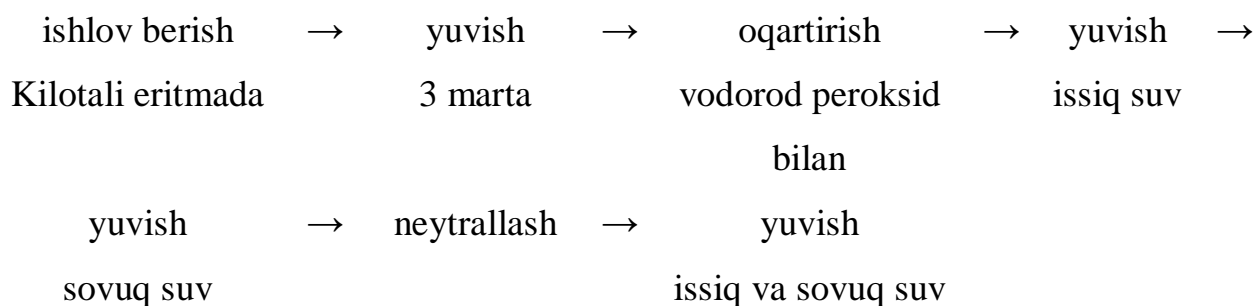 ishlov berish → yuvish → oqartirish → yuvish →
Kilotali eritmada 3 marta vodorod peroksid issiq suv
bilan
yuvish → neytrallash → yuvish
sovuq suv issiq va sovuq suv